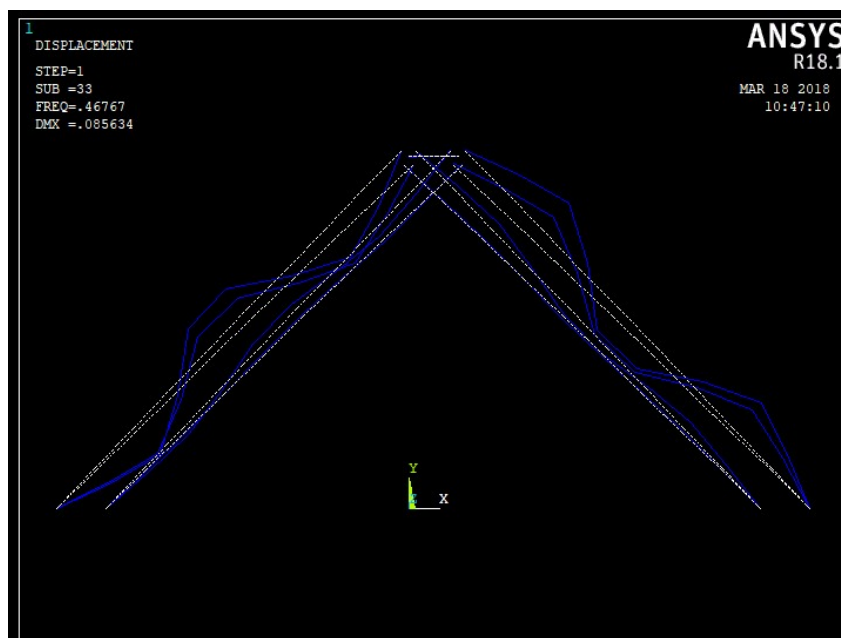 1
DISPLACEMENT
STEP=1
SUB =33
FREQ=.46767
DMX =.085634
ANSYS
R18.1
MAR 18 2018
10:47:10
Y
X